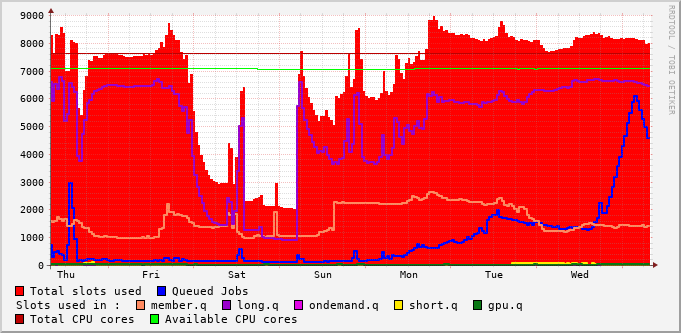 9000
8000
7000
6000
5000
4000
3000
2000
1000
0
Thu Fri Sat Sun Mon Tue Wed
RRDTOOL / TOBI OETIKER
Total slots used Queued Jobs
Slots used in : member.q long.q ondemand.q short.q gpu.q
Total CPU cores Available CPU cores